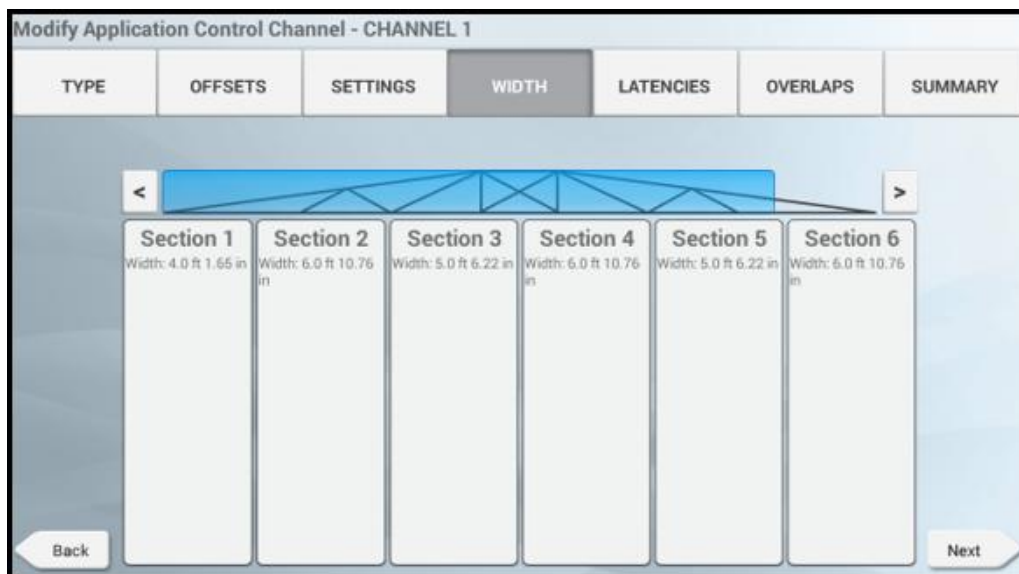 Modify Application Control Channel - CHANNEL 1
TYPE
OFFSETS
SETTINGS
WIDTH
LATENCIES
OVERLAPS
SUMMARY
<
>
Section 1
Width: 4.0 ft 1.65 in
Section 2
Width: 6.0 ft 10.76
in
Section 3
Width: 5.0 ft 6.22 in
Section 4
Width: 6.0 ft 10.76
in
Section 5
Width: 5.0 ft 6.22 in
Section 6
Width: 6.0 ft 10.76
in
Back
Next